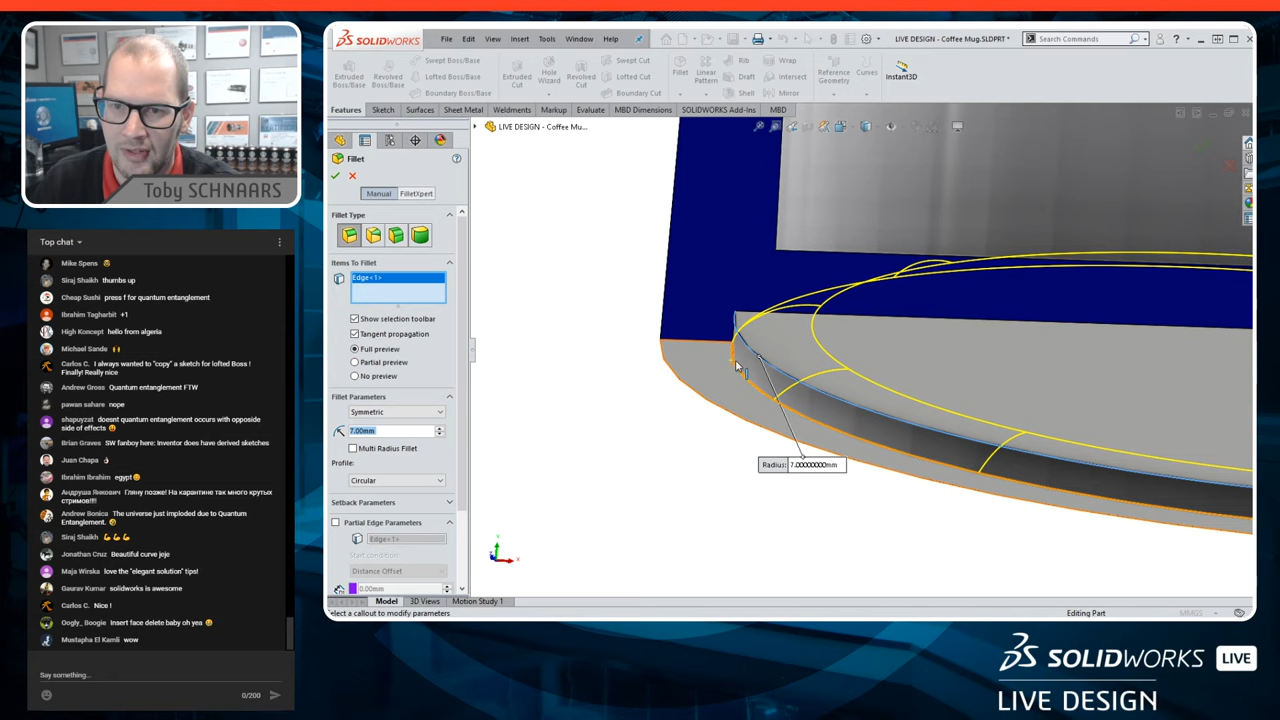 Toby SCHNAARS
Top chat
Mike Spens
Siraj Shaikh thumbs up
Cheap Sushi press f for quantum entanglement
Ibrahim Tagharbit +1
High Koncept hello from algeria
Michael Sande
Carlos C. I always wanted to "copy" a sketch for lofted Boss !
Finally! Really nice
Andrew Gross Quantum entanglement FTW
pawan sahare nope
shapuyzat doesnt quantum entanglement occurs with opposide
side of effects
Brian Graves SW fanboy here: Inventor does have derived sketches
Juan Chapa
Ibrahim Ibrahim egypt
Андруша Янкович Гляну позже! На карантине так много крутых
стримов!!!!
Andrew Bonica The universe just imploded due to Quantum
Entanglement.
Siraj Shaikh
Jonathan Cruz Beautiful curve jeje
Maja Wirska love the "elegant solution" tips!
Gaurav Kumar solidworks is awesome
Carlos C. Nice !
Oogly_Boogie Insert face delete baby oh yea
Mustapha El Kamli wow
Say something...
0/200
SOLIDWORKS
File Edit View Insert Tools Window Help
LIVE DESIGN - Coffee Mug.SLDPRT *
Search Commands
Extruded Boss/Base
Revolved Boss/Base
Swept Boss/Base
Lofted Boss/Base
Boundary Boss/Base
Extruded Cut
Hole Wizard
Revolved Cut
Swept Cut
Lofted Cut
Boundary Cut
Fillet
Linear Pattern
Rib
Draft
Shell
Wrap
Intersect
Mirror
Reference Geometry
Curves
Instant3D
Features Sketch Sheet Metal Surfaces Weldments Markup Evaluate MBD Dimensions SOLIDWORKS Add-Ins MBD
LIVE DESIGN - Coffee Mu...
Fillet
Manual FilletXpert
Fillet Type
Items To Fillet
Edge<1>
Show selection toolbar
Tangent propagation
Full preview
Partial preview
No preview
Fillet Parameters
Symmetric
7.00mm
Multi Radius Fillet
Profile:
Circular
Setback Parameters
Partial Edge Parameters
Edge<1>
Start condition:
Distance Offset
0.00mm
Radius: 7.00000000mm
Model 3D Views Motion Study 1
Select a callout to modify parameters
Editing Part
MMGS
SOLIDWORKS LIVE
LIVE DESIGN